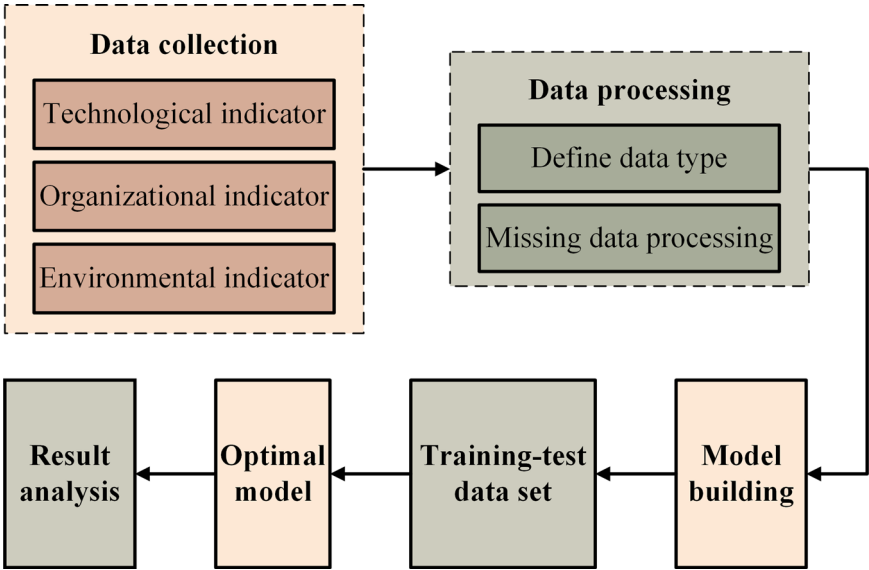 Data collection
Technological indicator
Organizational indicator
Environmental indicator
Data processing
Define data type
Missing data processing
Model
building
Training-test
data set
Optimal
model
Result
analysis